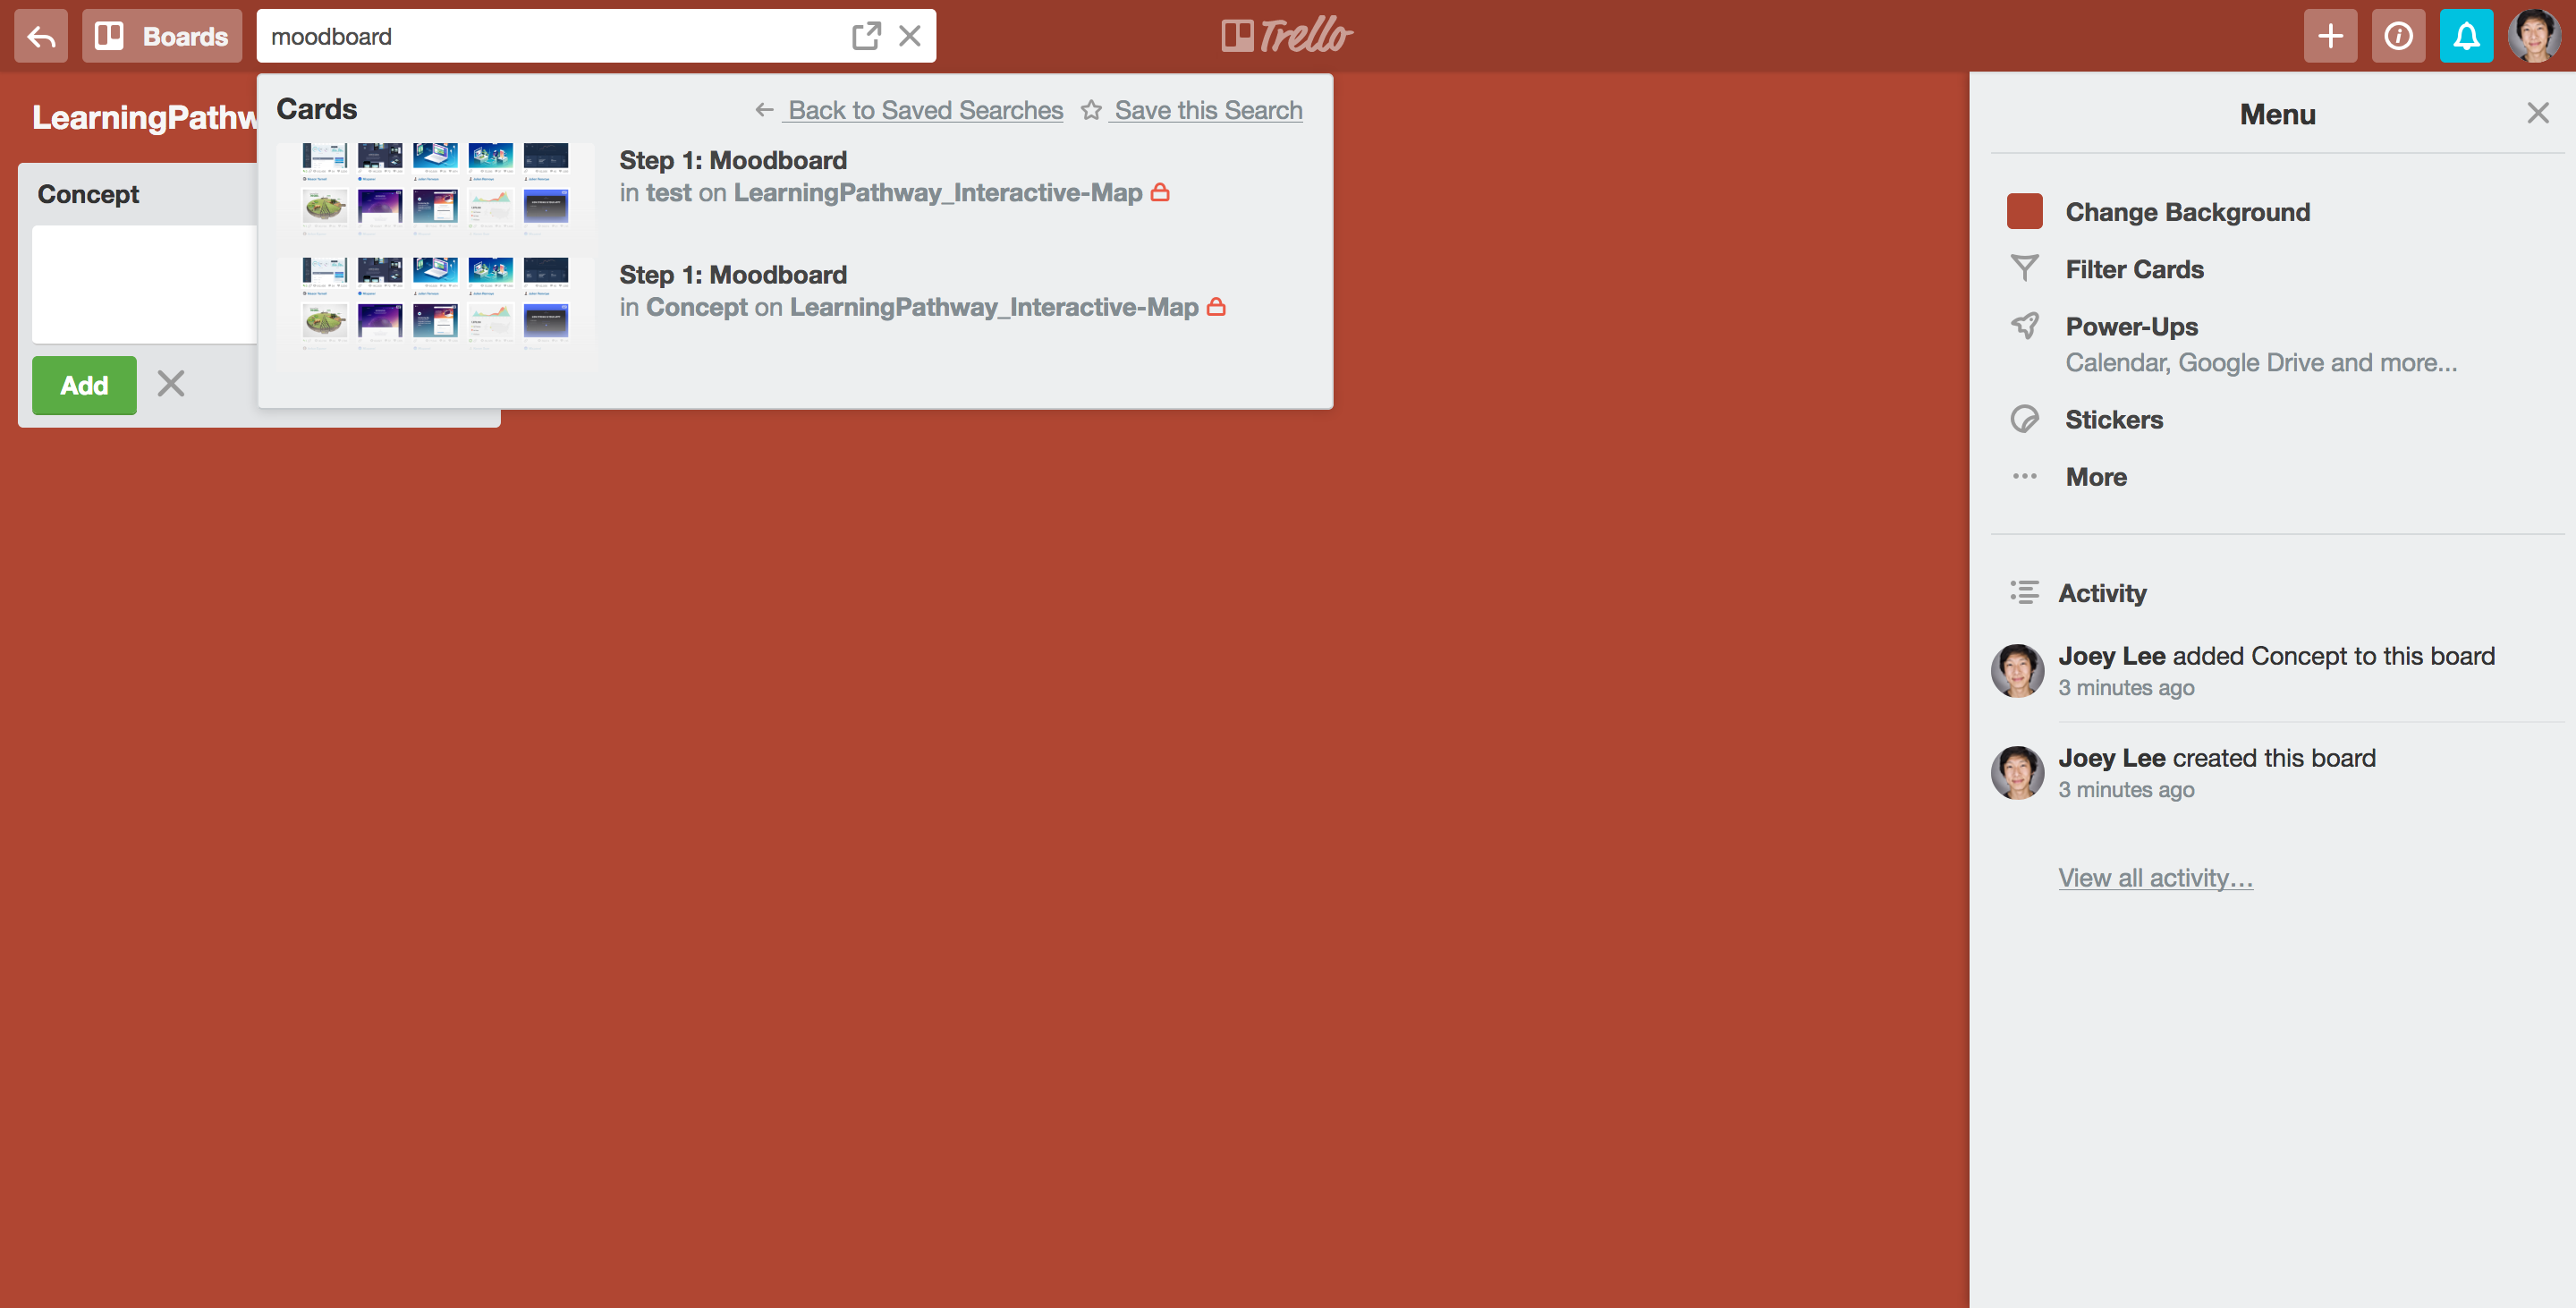 Boards
moodboard
Trello
LearningPathw
Concept
Add
Cards
Back to Saved Searches
Save this Search
Step 1: Moodboard
in test on LearningPathway_Interactive-Map
Step 1: Moodboard
in Concept on LearningPathway_Interactive-Map
Menu
Change Background
Filter Cards
Power-Ups
Calendar, Google Drive and more...
Stickers
More
Activity
Joey Lee added Concept to this board
3 minutes ago
Joey Lee created this board
3 minutes ago
View all activity…